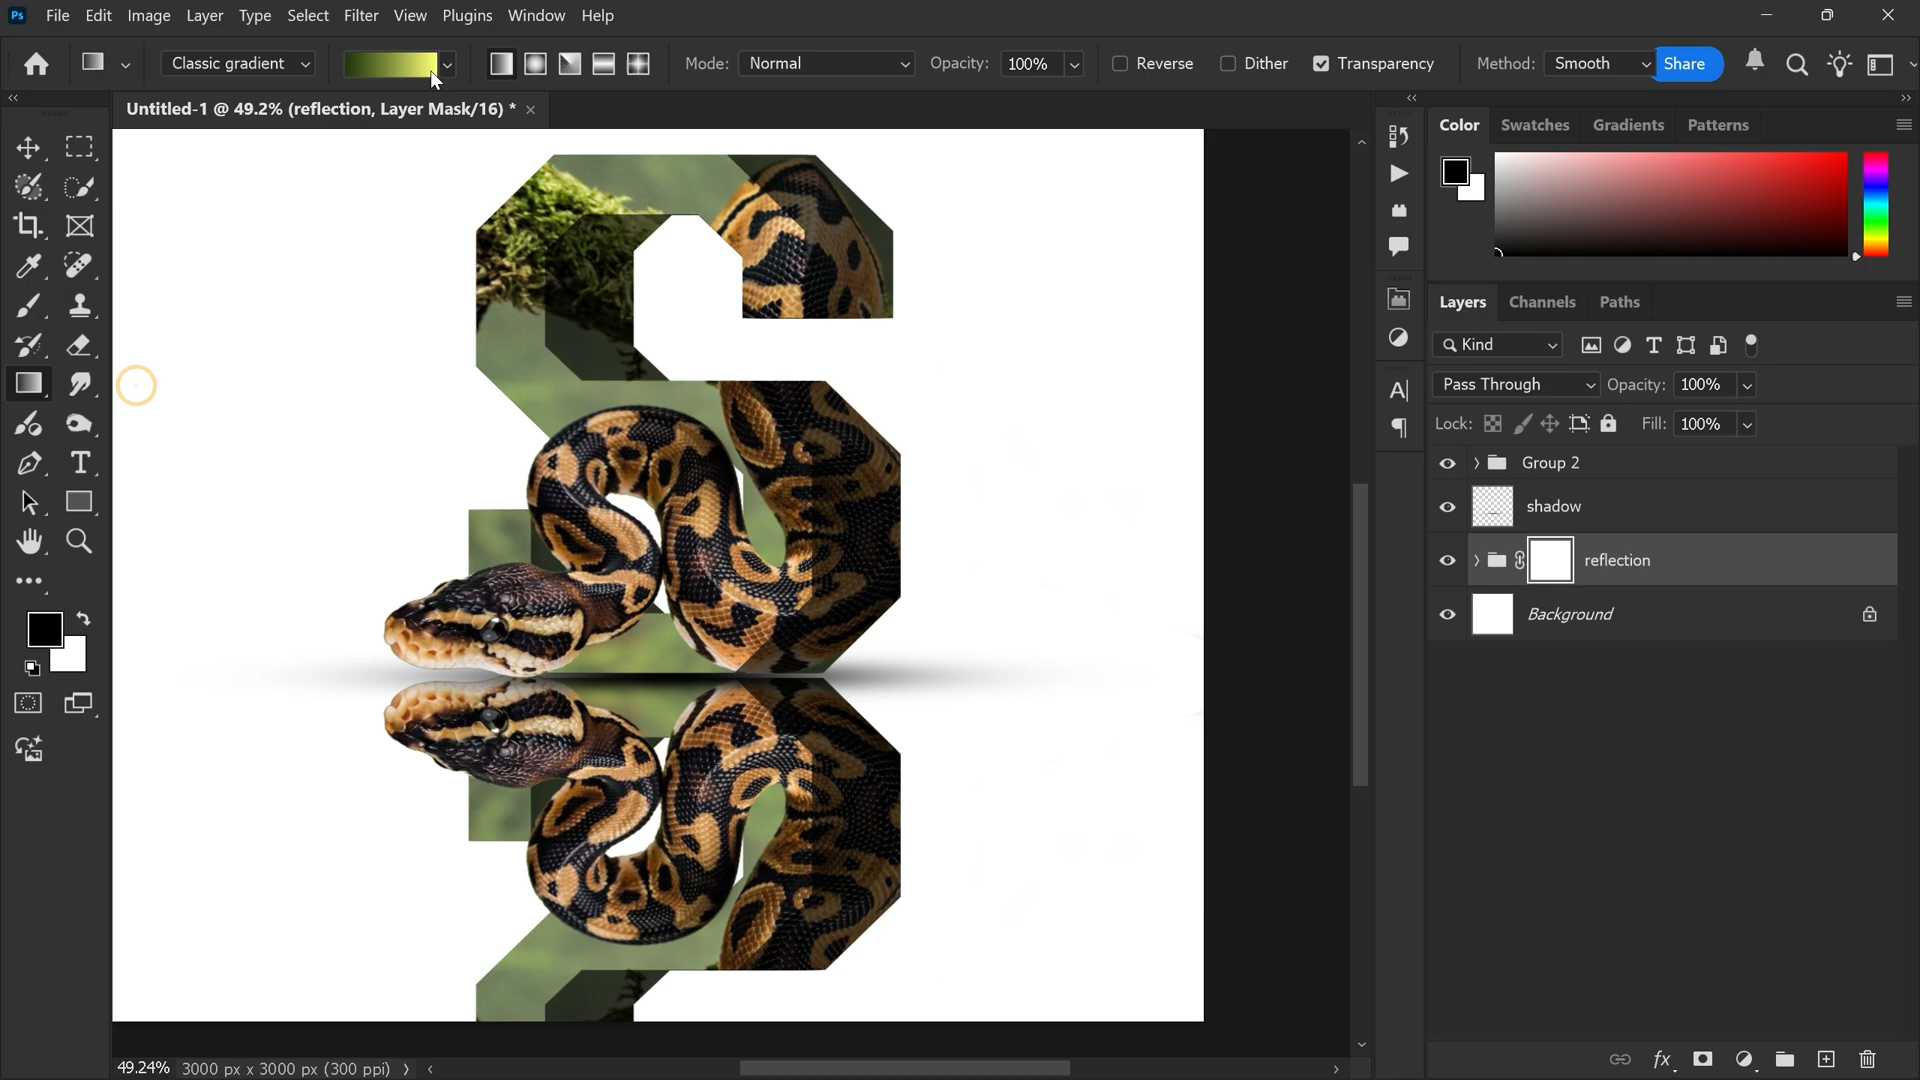 Ps File Edit Image Layer Type Select Filter View Plugins Window Help
Classic gradient Mode: Normal Opacity: 100% Reverse Dither Transparency Method: Smooth Share
Untitled-1 @ 49.2% (reflection, Layer Mask/16) *
Color Swatches Gradients Patterns
Layers Channels Paths
Kind
Pass Through Opacity: 100%
Lock: Fill: 100%
Group 2
shadow
reflection
Background
49.24% 3000 px x 3000 px (300 ppi)